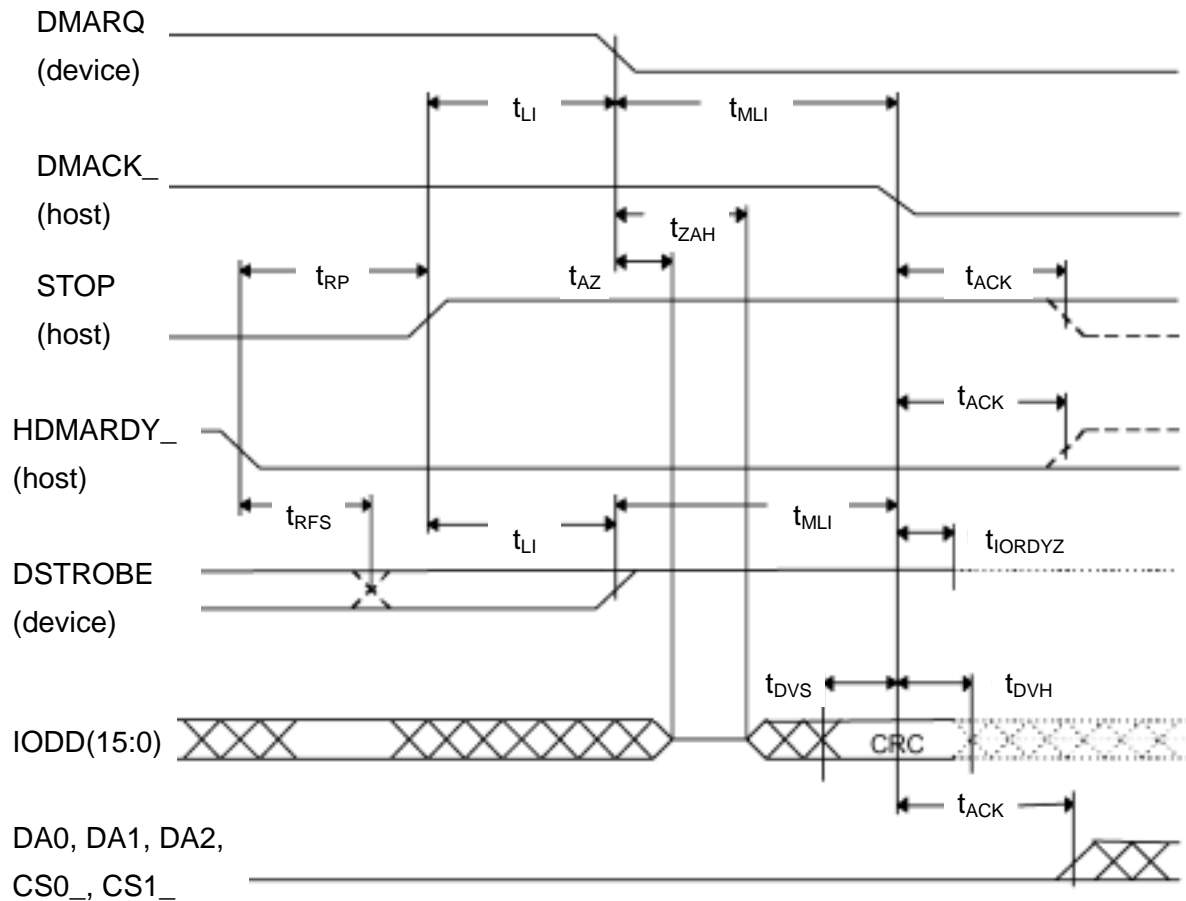 DMARQ
(device)
tLI
tMLI
DMACK_
(host)
tZAH
STOP
(host)
tRP
tAZ
tACK
HDMARDY_
(host)
tACK
tRFS
tLI
tMLI
tIORDYZ
DSTROBE
(device)
tDVS
tDVH
IODD(15:0)
CRC
tACK
DA0, DA1, DA2,
CS0_, CS1_